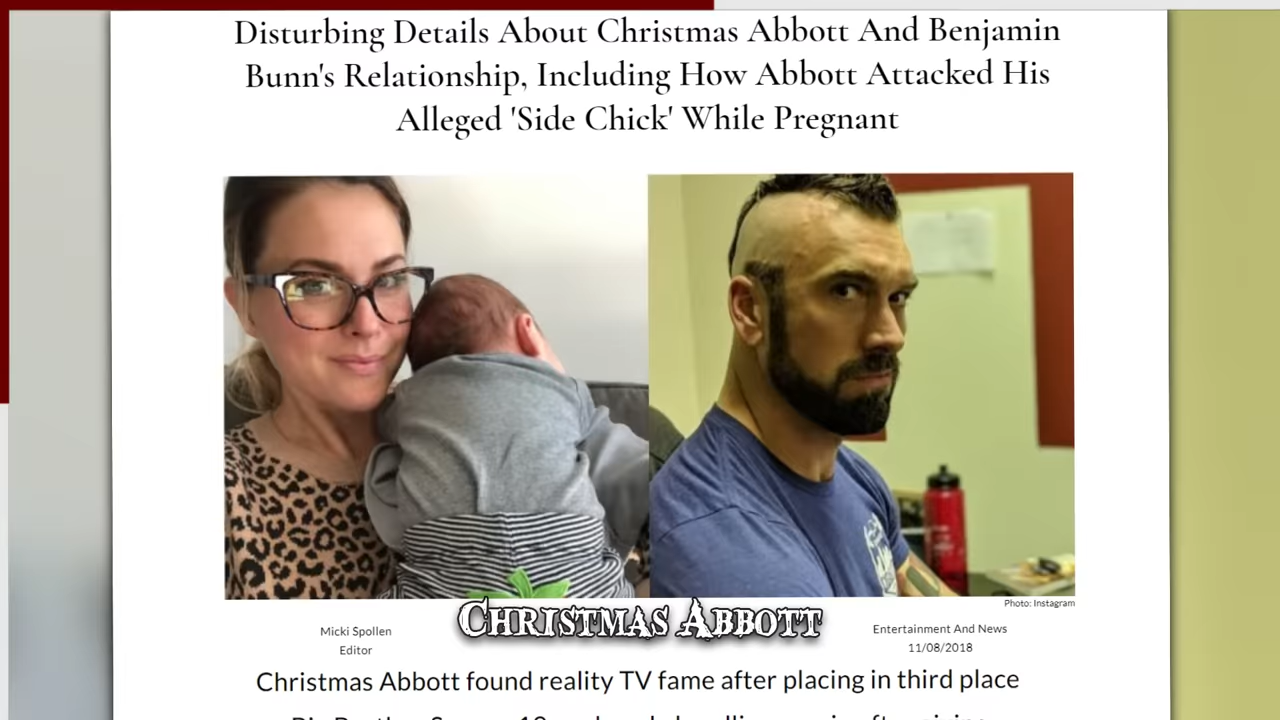 Disturbing Details About Christmas Abbott And Benjamin
Bunn's Relationship, Including How Abbott Attacked His
Alleged 'Side Chick' While Pregnant
Photo: Instagram
CHRISTMAS ABBOTT
Micki Spollen
Editor
Entertainment And News
11/08/2018
Christmas Abbott found reality TV fame after placing in third place